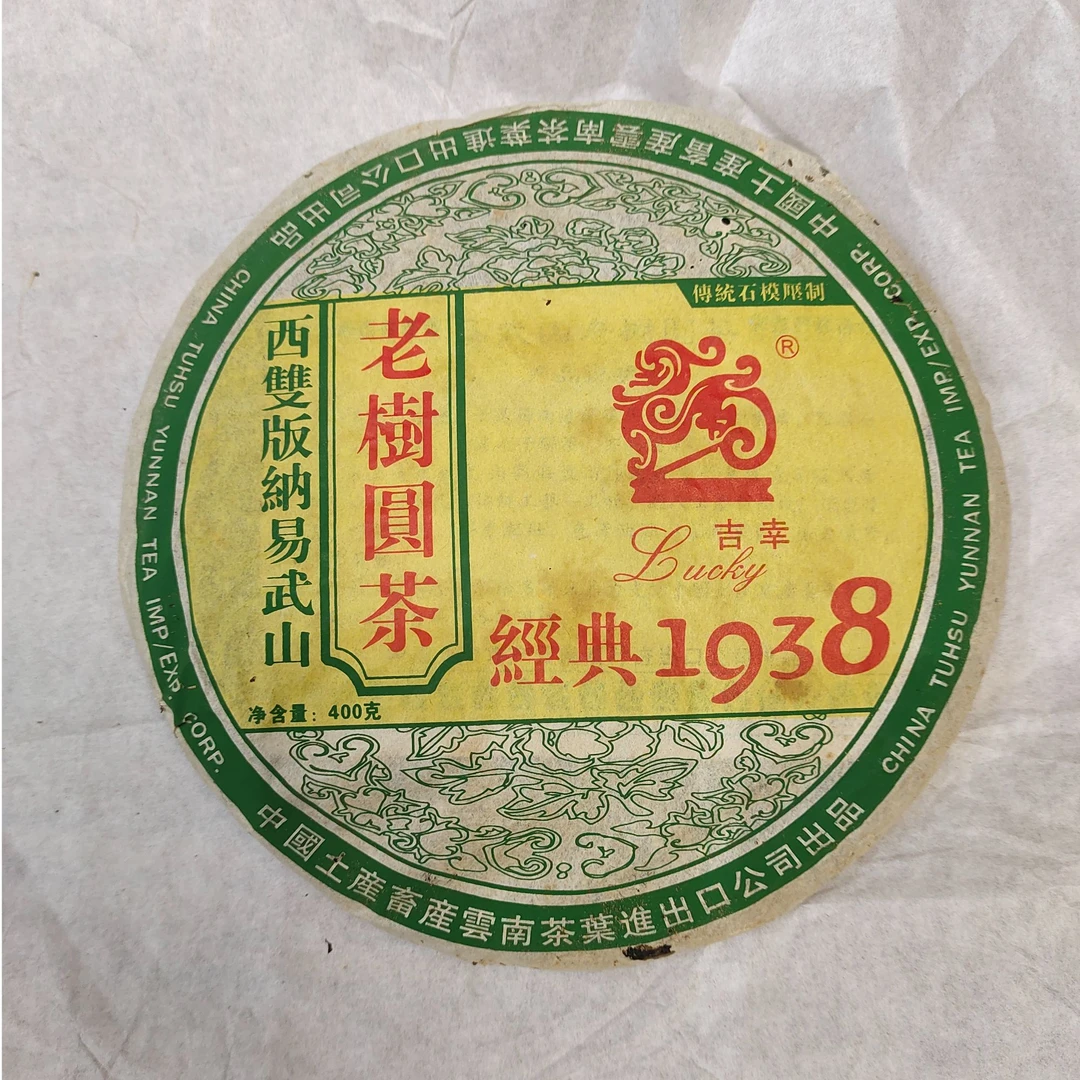 中國土產畜產雲南茶葉進出口公司出品
CHINA TUHSU YUNNAN TEA IMP/EXP. CORP.
傳統石模壓制
西雙版納易武山
老樹圓茶
®
吉幸
Lucky
經典1938
净含量：400克
CHINA TUHSU YUNNAN TEA IMP/EXP. CORP.
中國土產畜產雲南茶葉進出口公司出品